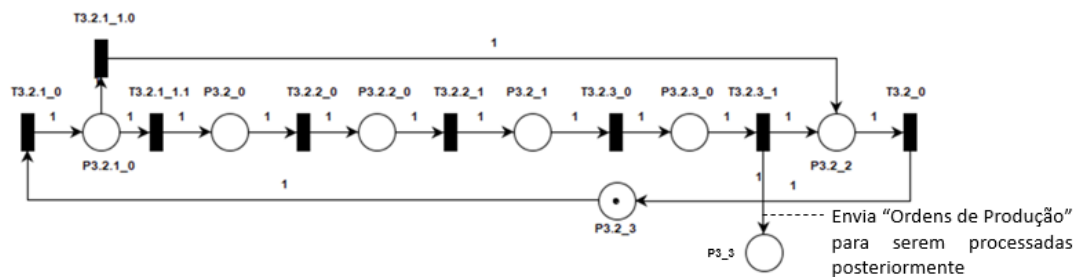 T3.2.1_1.0
1
T3.2.1_0 T3.2.1_1.1 P3.2_0 T3.2.2_0 P3.2.2_0 T3.2.2_1 P3.2_1 T3.2.3_0 P3.2.3_0 T3.2.3_1 T3.2_0
1 1 1 1 1 1 1 1 1 1 1 1
P3.2.1_0 P3.2_2
1 1 1
P3.2_3
P3_3
Envia “Ordens de Produção”
para serem processadas
posteriormente